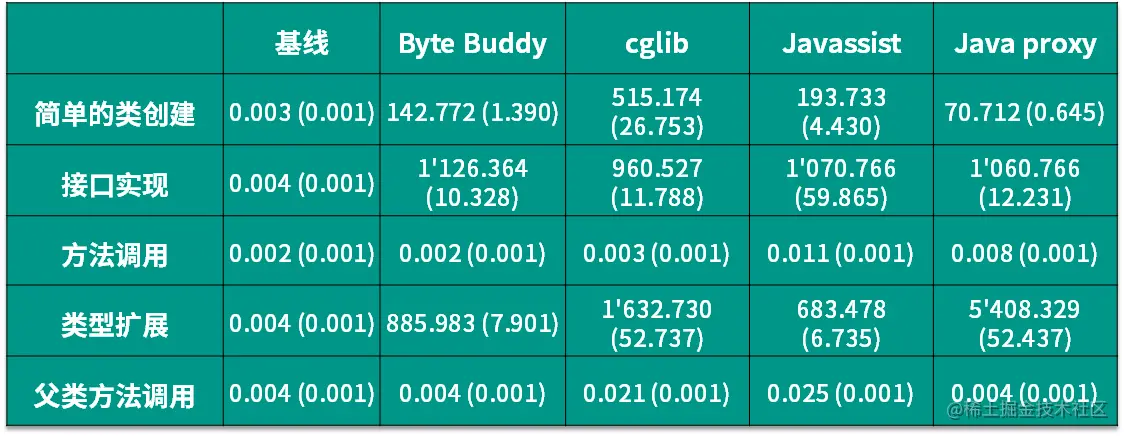 基线 Byte Buddy cglib Javassist Java proxy
简单的类创建 0.003 (0.001) 142.772 (1.390) 515.174 (26.753) 193.733 (4.430) 70.712 (0.645)
接口实现 0.004 (0.001) 1'126.364 (10.328) 960.527 (11.788) 1'070.766 (59.865) 1'060.766 (12.231)
方法调用 0.002 (0.001) 0.002 (0.001) 0.003 (0.001) 0.011 (0.001) 0.008 (0.001)
类型扩展 0.004 (0.001) 885.983 (7.901) 1'632.730 (52.737) 683.478 (6.735) 5'408.329 (52.437)
父类方法调用 0.004 (0.001) 0.004 (0.001) 0.021 (0.001) 0.025 (0.001) 0.004 (0.001)
@稀土掘金技术社区